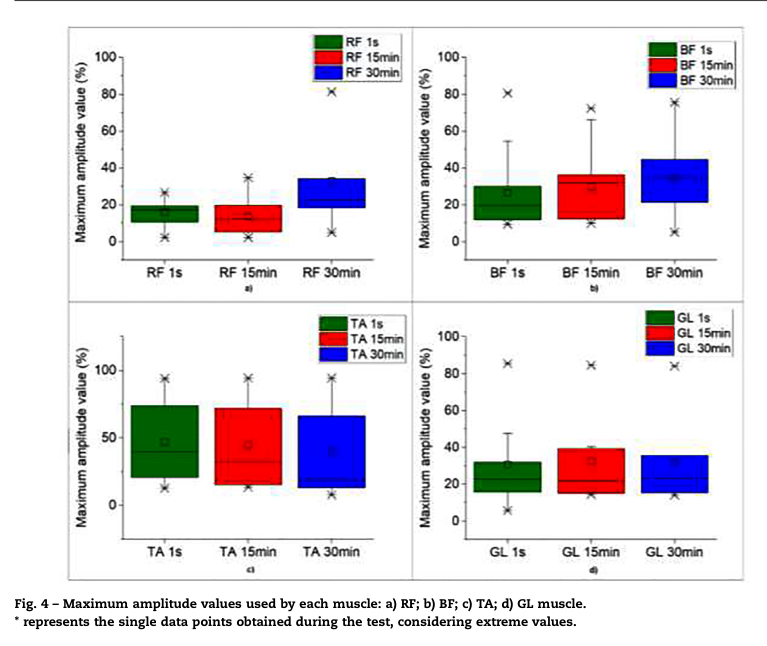 RF 1s
RF 15min
RF 30min
Maximum amplitude value (%)
100
80
60
40
20
0
RF 1s RF 15min RF 30min
a)
BF 1s
BF 15min
BF 30min
Maximum amplitude value (%)
100
80
60
40
20
0
BF 1s BF 15min BF 30min
b)
TA 1s
TA 15min
TA 30min
Maximum amplitude value (%)
100
50
0
TA 1s TA 15min TA 30min
c)
GL 1s
GL 15min
GL 30min
Maximum amplitude value (%)
100
80
60
40
20
0
GL 1s GL 15min GL 30min
d)
Fig. 4 – Maximum amplitude values used by each muscle: a) RF; b) BF; c) TA; d) GL muscle.
* represents the single data points obtained during the test, considering extreme values.